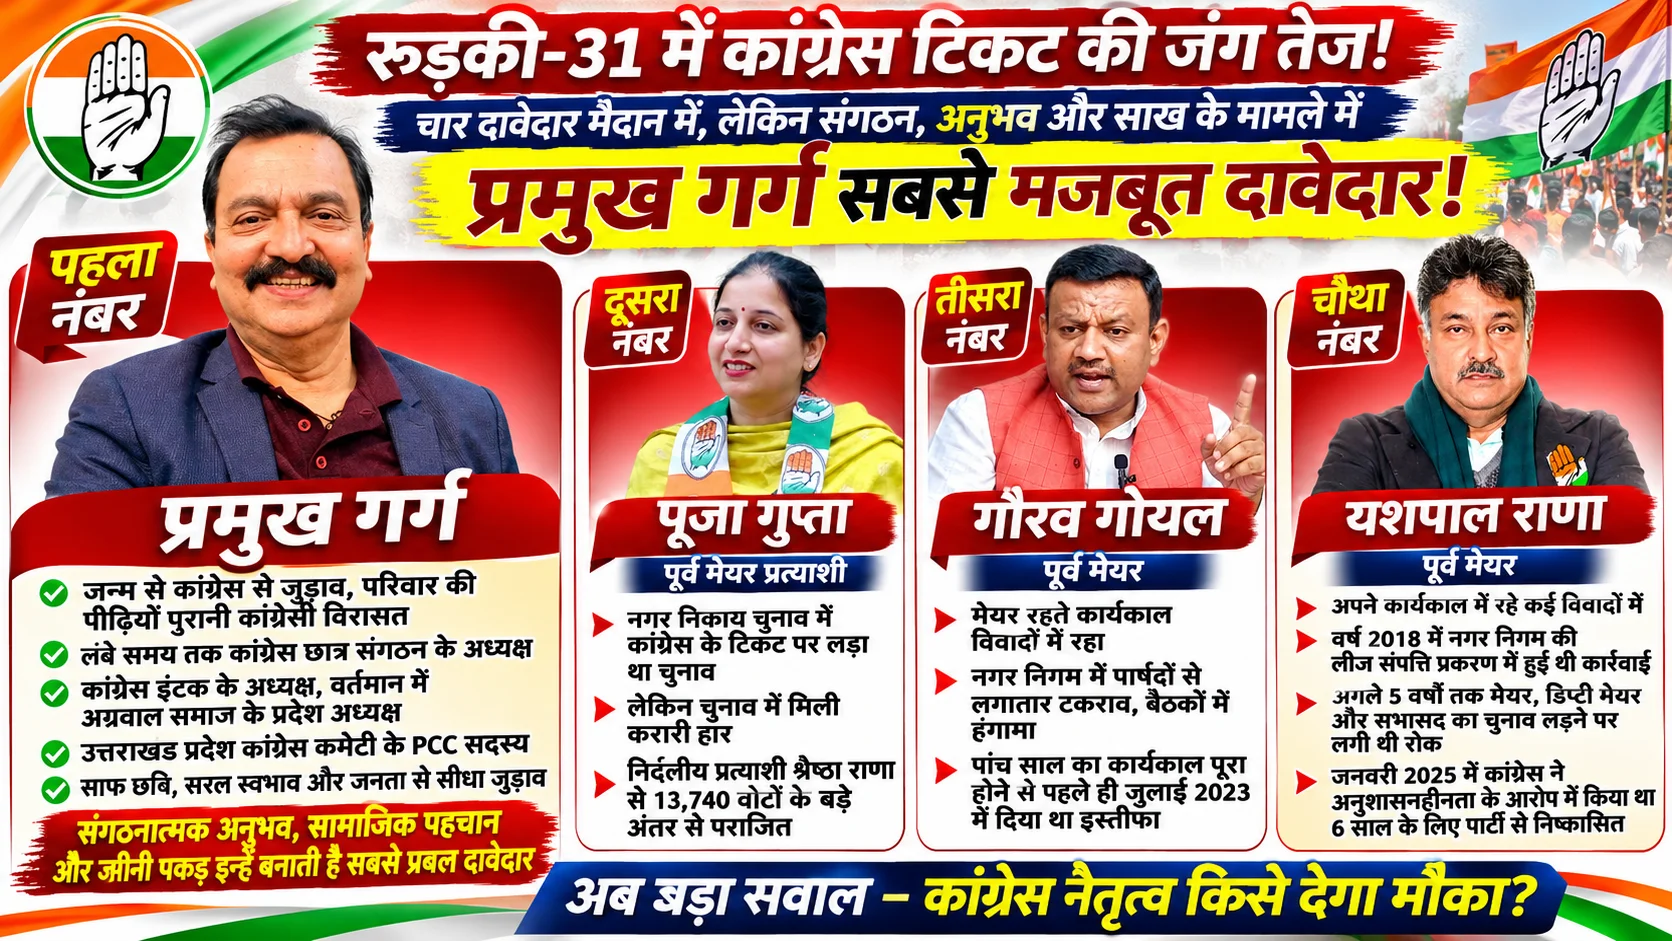 रूड़की-31 में कांग्रेस टिकट की जंग तेज!
चार दावेदार मैदान में, लेकिन संगठन, अनुभव और साख के मामले में
प्रमुख गर्ग सबसे मजबूत दावेदार!
पहला
नंबर
प्रमुख गर्ग
जन्म से कांग्रेस से जुड़ाव, परिवार की
पीढ़ियों पुरानी कांग्रेसी विरासत
लंबे समय तक कांग्रेस छात्र संगठन के अध्यक्ष
कांग्रेस इंटक के अध्यक्ष, वर्तमान में
अग्रवाल समाज के प्रदेश अध्यक्ष
उत्तराखड प्रदेश कांग्रेस कमेटी के PCC सदस्य
साफ छबि, सरल स्वभाव और जनता से सीधा जुड़ाव
संगठनात्मक अनुभव, सामाजिक पहचान
और जमीनी पकड़ इन्हें बनाती है सबसे प्रबल दावेदार
दूसरा
नंबर
पूजा गुप्ता
पूर्व मेयर प्रत्याशी
नगर निकाय चुनाव में
कांग्रेस के टिकट पर लड़ा
था चुनाव
लेकिन चुनाव में मिली
करारी हार
निर्दलीय प्रत्याशी श्रेष्ठा राणा
से 13,740 वोटों के बड़े
अंतर से पराजित
तीसरा
नंबर
गौरव गोयल
पूर्व मेयर
मेयर रहते कार्यकाल
विवादों में रहा
नगर निगम में पार्षदों से
लगातार टकराव, बैठकों में
हंगामा
पांच साल का कार्यकाल पूरा
होने से पहले ही जुलाई 2023
में दिया था इस्तीफा
चौथा
नंबर
यशपाल राणा
पूर्व मेयर
अपने कार्यकाल में रहे कई विवादों में
वर्ष 2018 में नगर निगम की
लीज संपत्ति प्रकरण में हुई थी कार्रवाई
अगले 5 वर्षों तक मेयर, डिप्टी मेयर
और सभासद का चुनाव लड़ने पर
लगी थी रोक
जनवरी 2025 में कांग्रेस ने
अनुशासनहीनता के आरोप में किया था
6 साल के लिए पार्टी से निष्कासित
अब बड़ा सवाल – कांग्रेस नेतृत्व किसे देगा मौका?